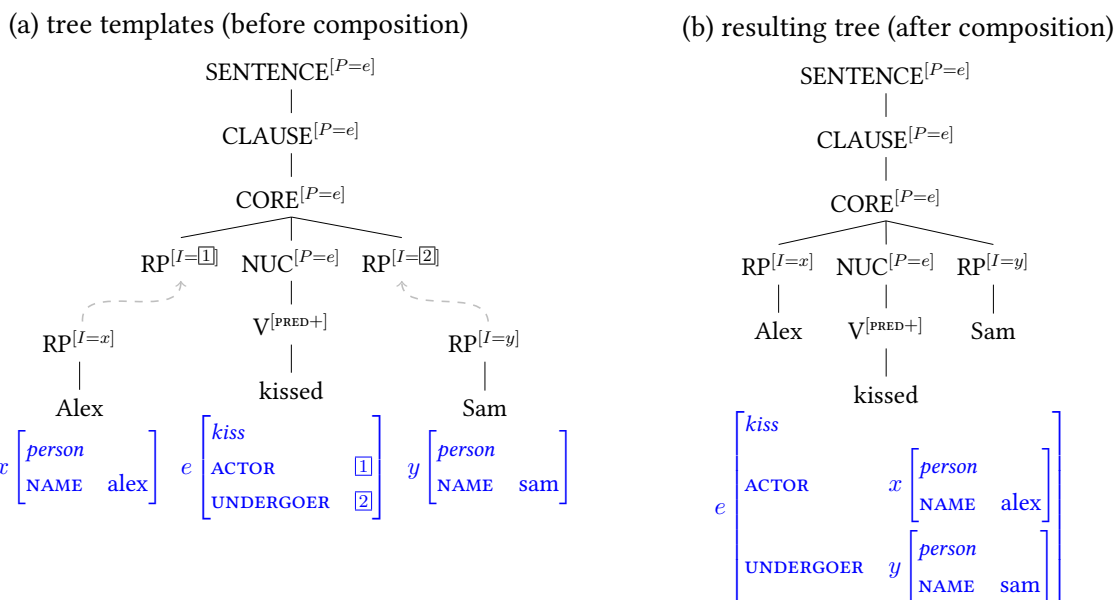 (a) tree templates (before composition)
SENTENCE[P=e]
CLAUSE[P=e]
CORE[P=e]
RP[I=1] NUC[P=e] RP[I=2]
RP[I=x] V[PRED+] RP[I=y]
Alex kissed Sam
x [person NAME alex]
e [kiss ACTOR 1 UNDERGOER 2]
y [person NAME sam]
(b) resulting tree (after composition)
SENTENCE[P=e]
CLAUSE[P=e]
CORE[P=e]
RP[I=x] NUC[P=e] RP[I=y]
Alex V[PRED+] Sam
kissed
e [kiss
ACTOR x [person NAME alex]
UNDERGOER y [person NAME sam]]